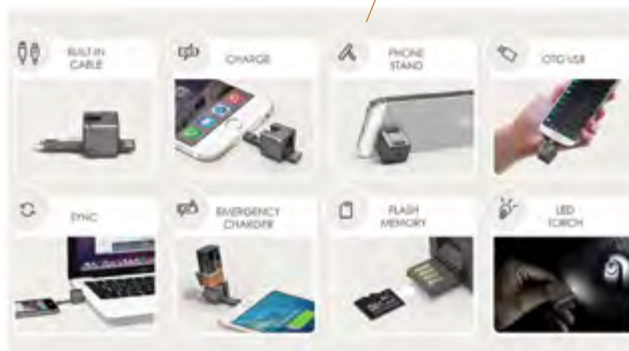 BUILT-IN
CABLE
CHARGE
PHONE
STAND
OTG USB
SYNC
EMERGENCY
CHARGER
FLASH
MEMORY
LED
TORCH